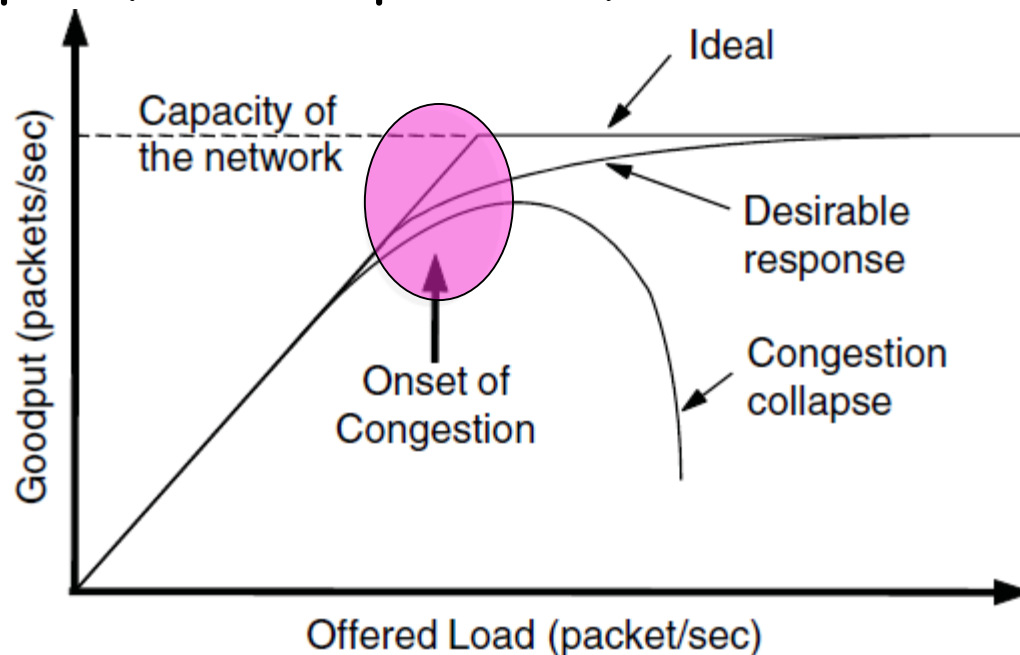 Ideal
Capacity of
the network
Desirable
response
Congestion
collapse
Onset of
Congestion
Goodput (packets/sec)
Offered Load (packet/sec)